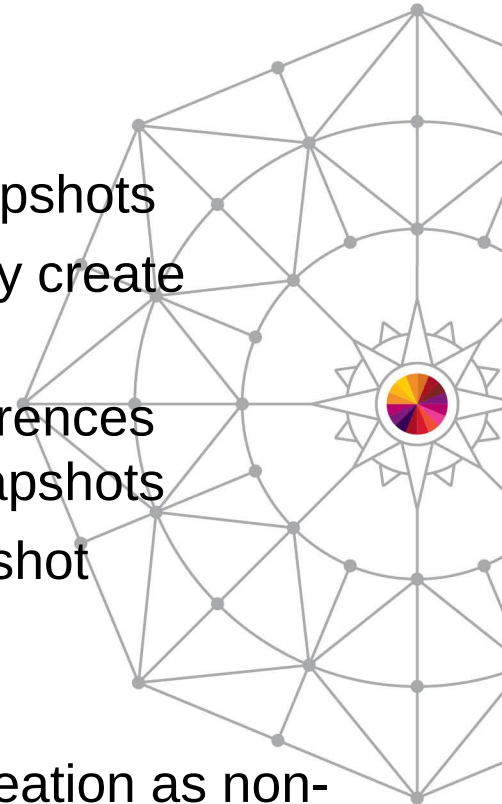 pshots
y create
rences
apshots
shot
eation as non-